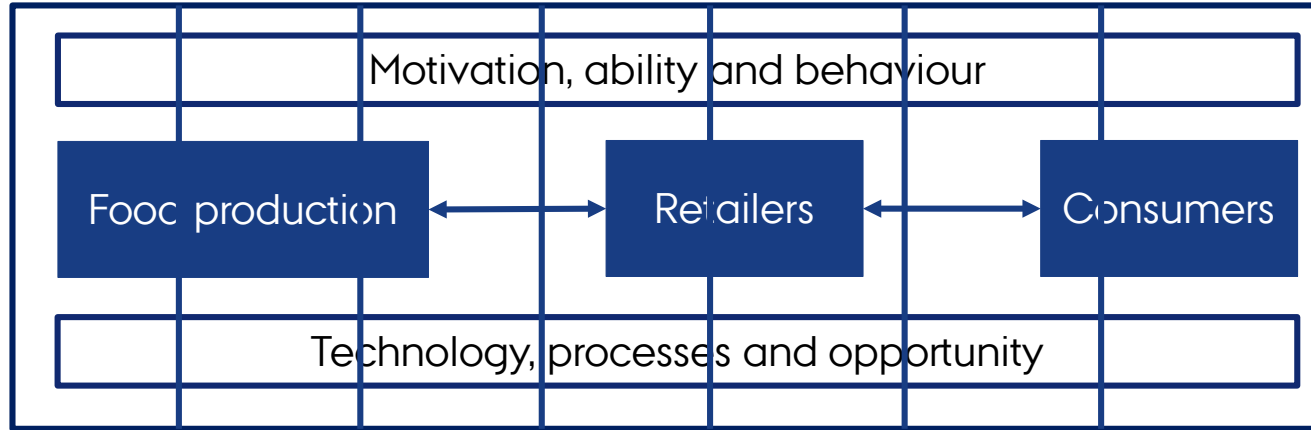 Motivation, ability and behaviour
Food production
Retailers
Consumers
Technology, processes and opportunity